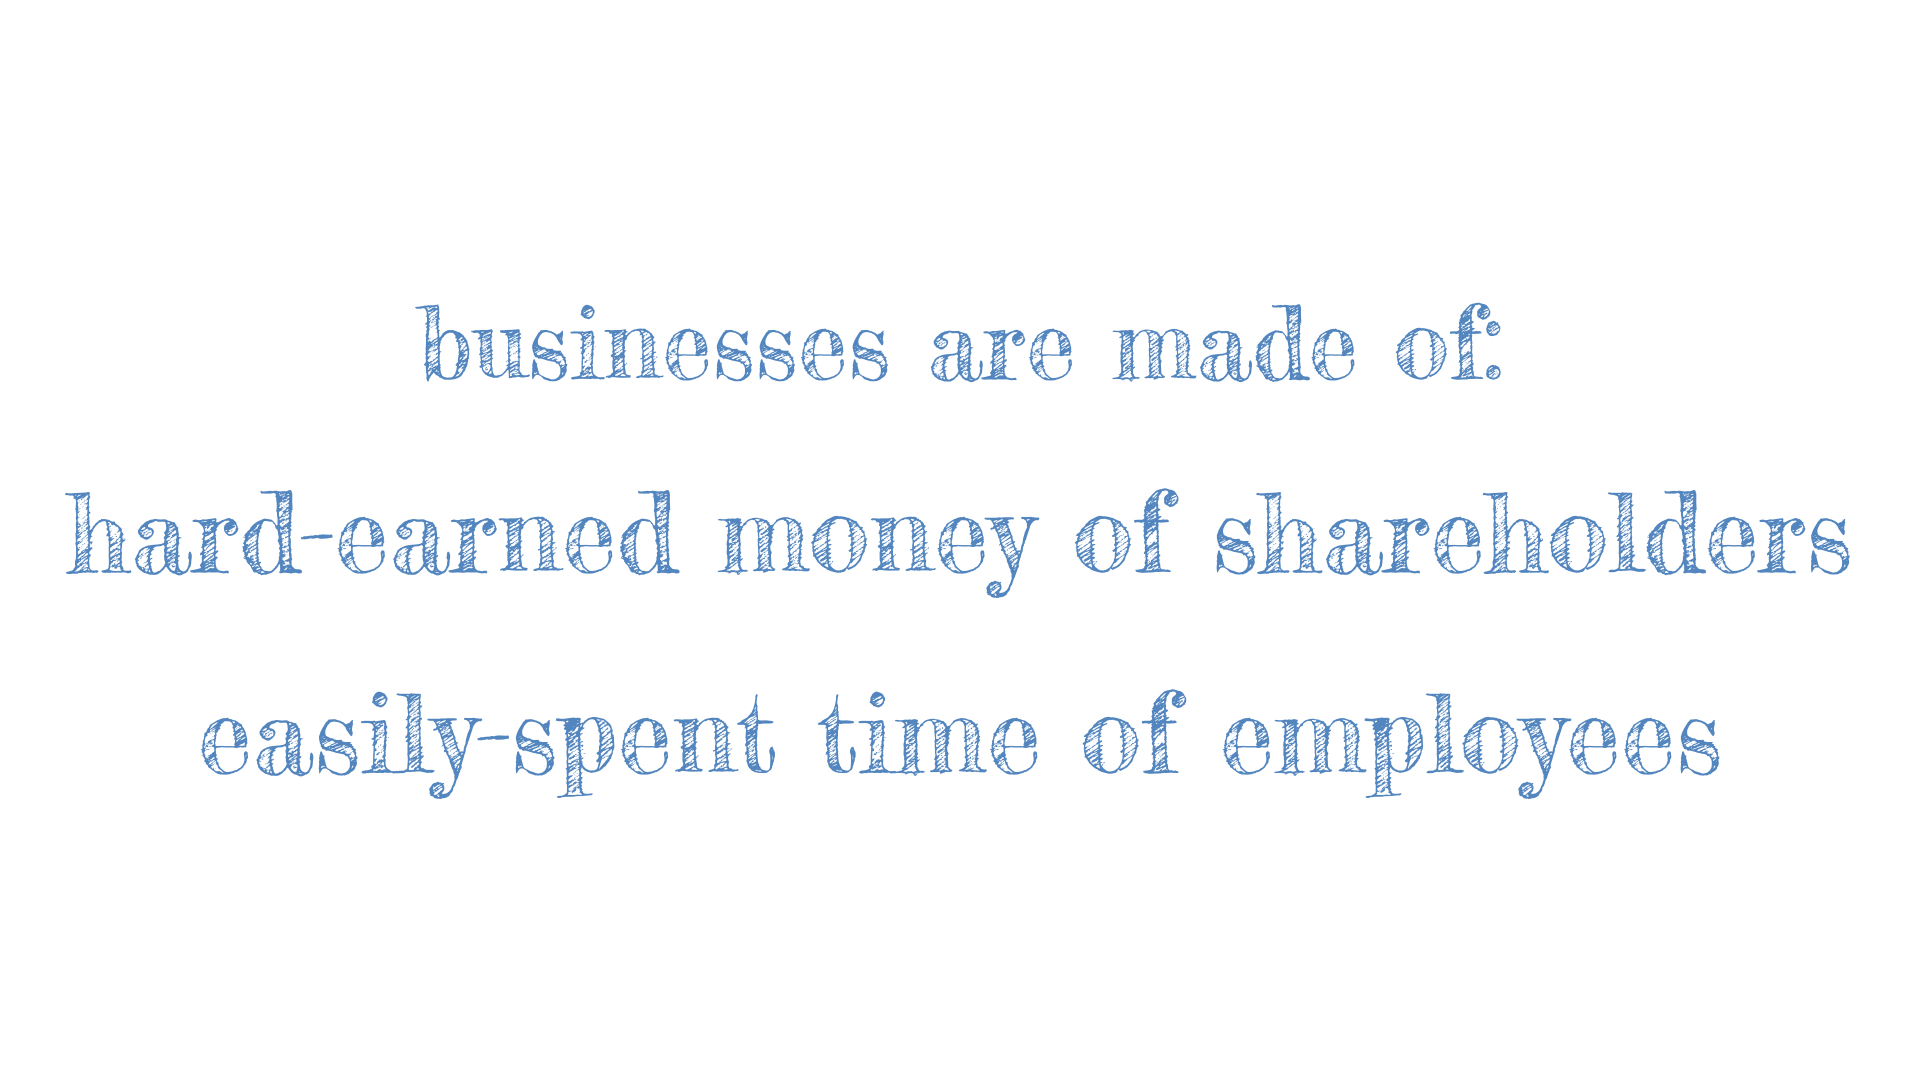 businesses are made of:
hard-earned money of shareholders
easily-spent time of employees